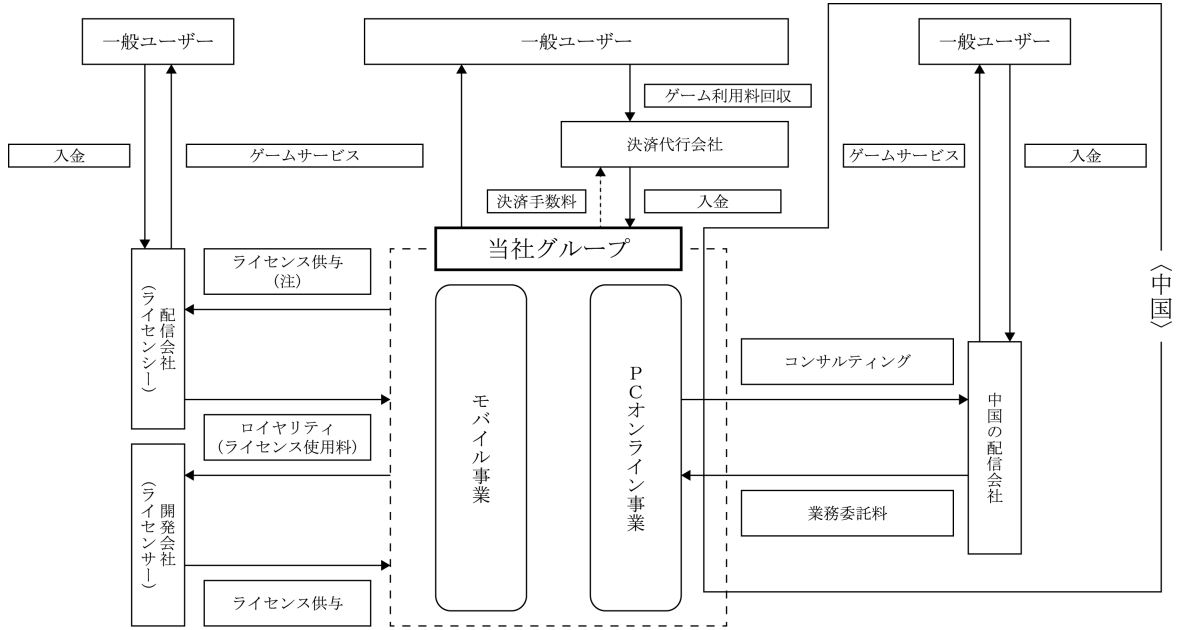 一般ユーザー
一般ユーザー
一般ユーザー
ゲーム利用料回収
決済代行会社
入金
ゲームサービス
ゲームサービス
入金
決済手数料
入金
当社グループ
ライセンス供与
(注)
〈中国〉
配信会社
(ライセンシー)
コンサルティング
モバイル事業
PCオンライン事業
中国の配信会社
ロイヤリティ
(ライセンス使用料)
業務委託料
開発会社
(ライセンサー)
ライセンス供与